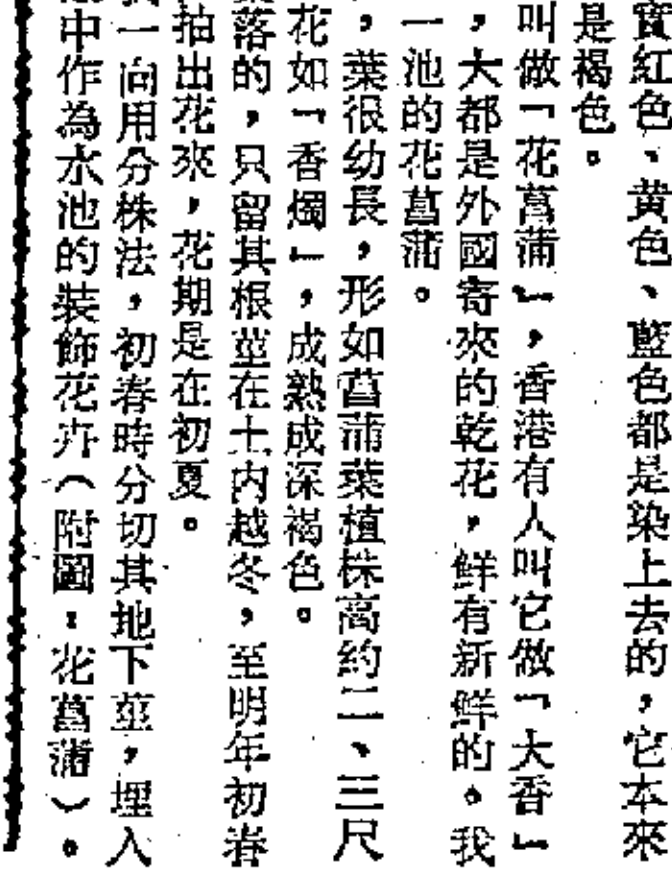 實紅色、黄色、藍色都是染上去的，它本來
是褐色。
叫做「花菖蒲」，香港有人叫它做「大香」
，大都是外國寄來的乾花，鮮有新鮮的。我
一池的花菖蒲。
，葉很幼長，形如菖蒲葉植株高約二、三尺
花如「香燭」，成熟成深褐色。
落的，只留其根莖在土内越冬，至明年初春
抽出花來，花期是在初夏。
一向用分株法，初春時分切其地下莖，埋入
中作為水池的裝飾花卉（附圖：花菖蒲）。